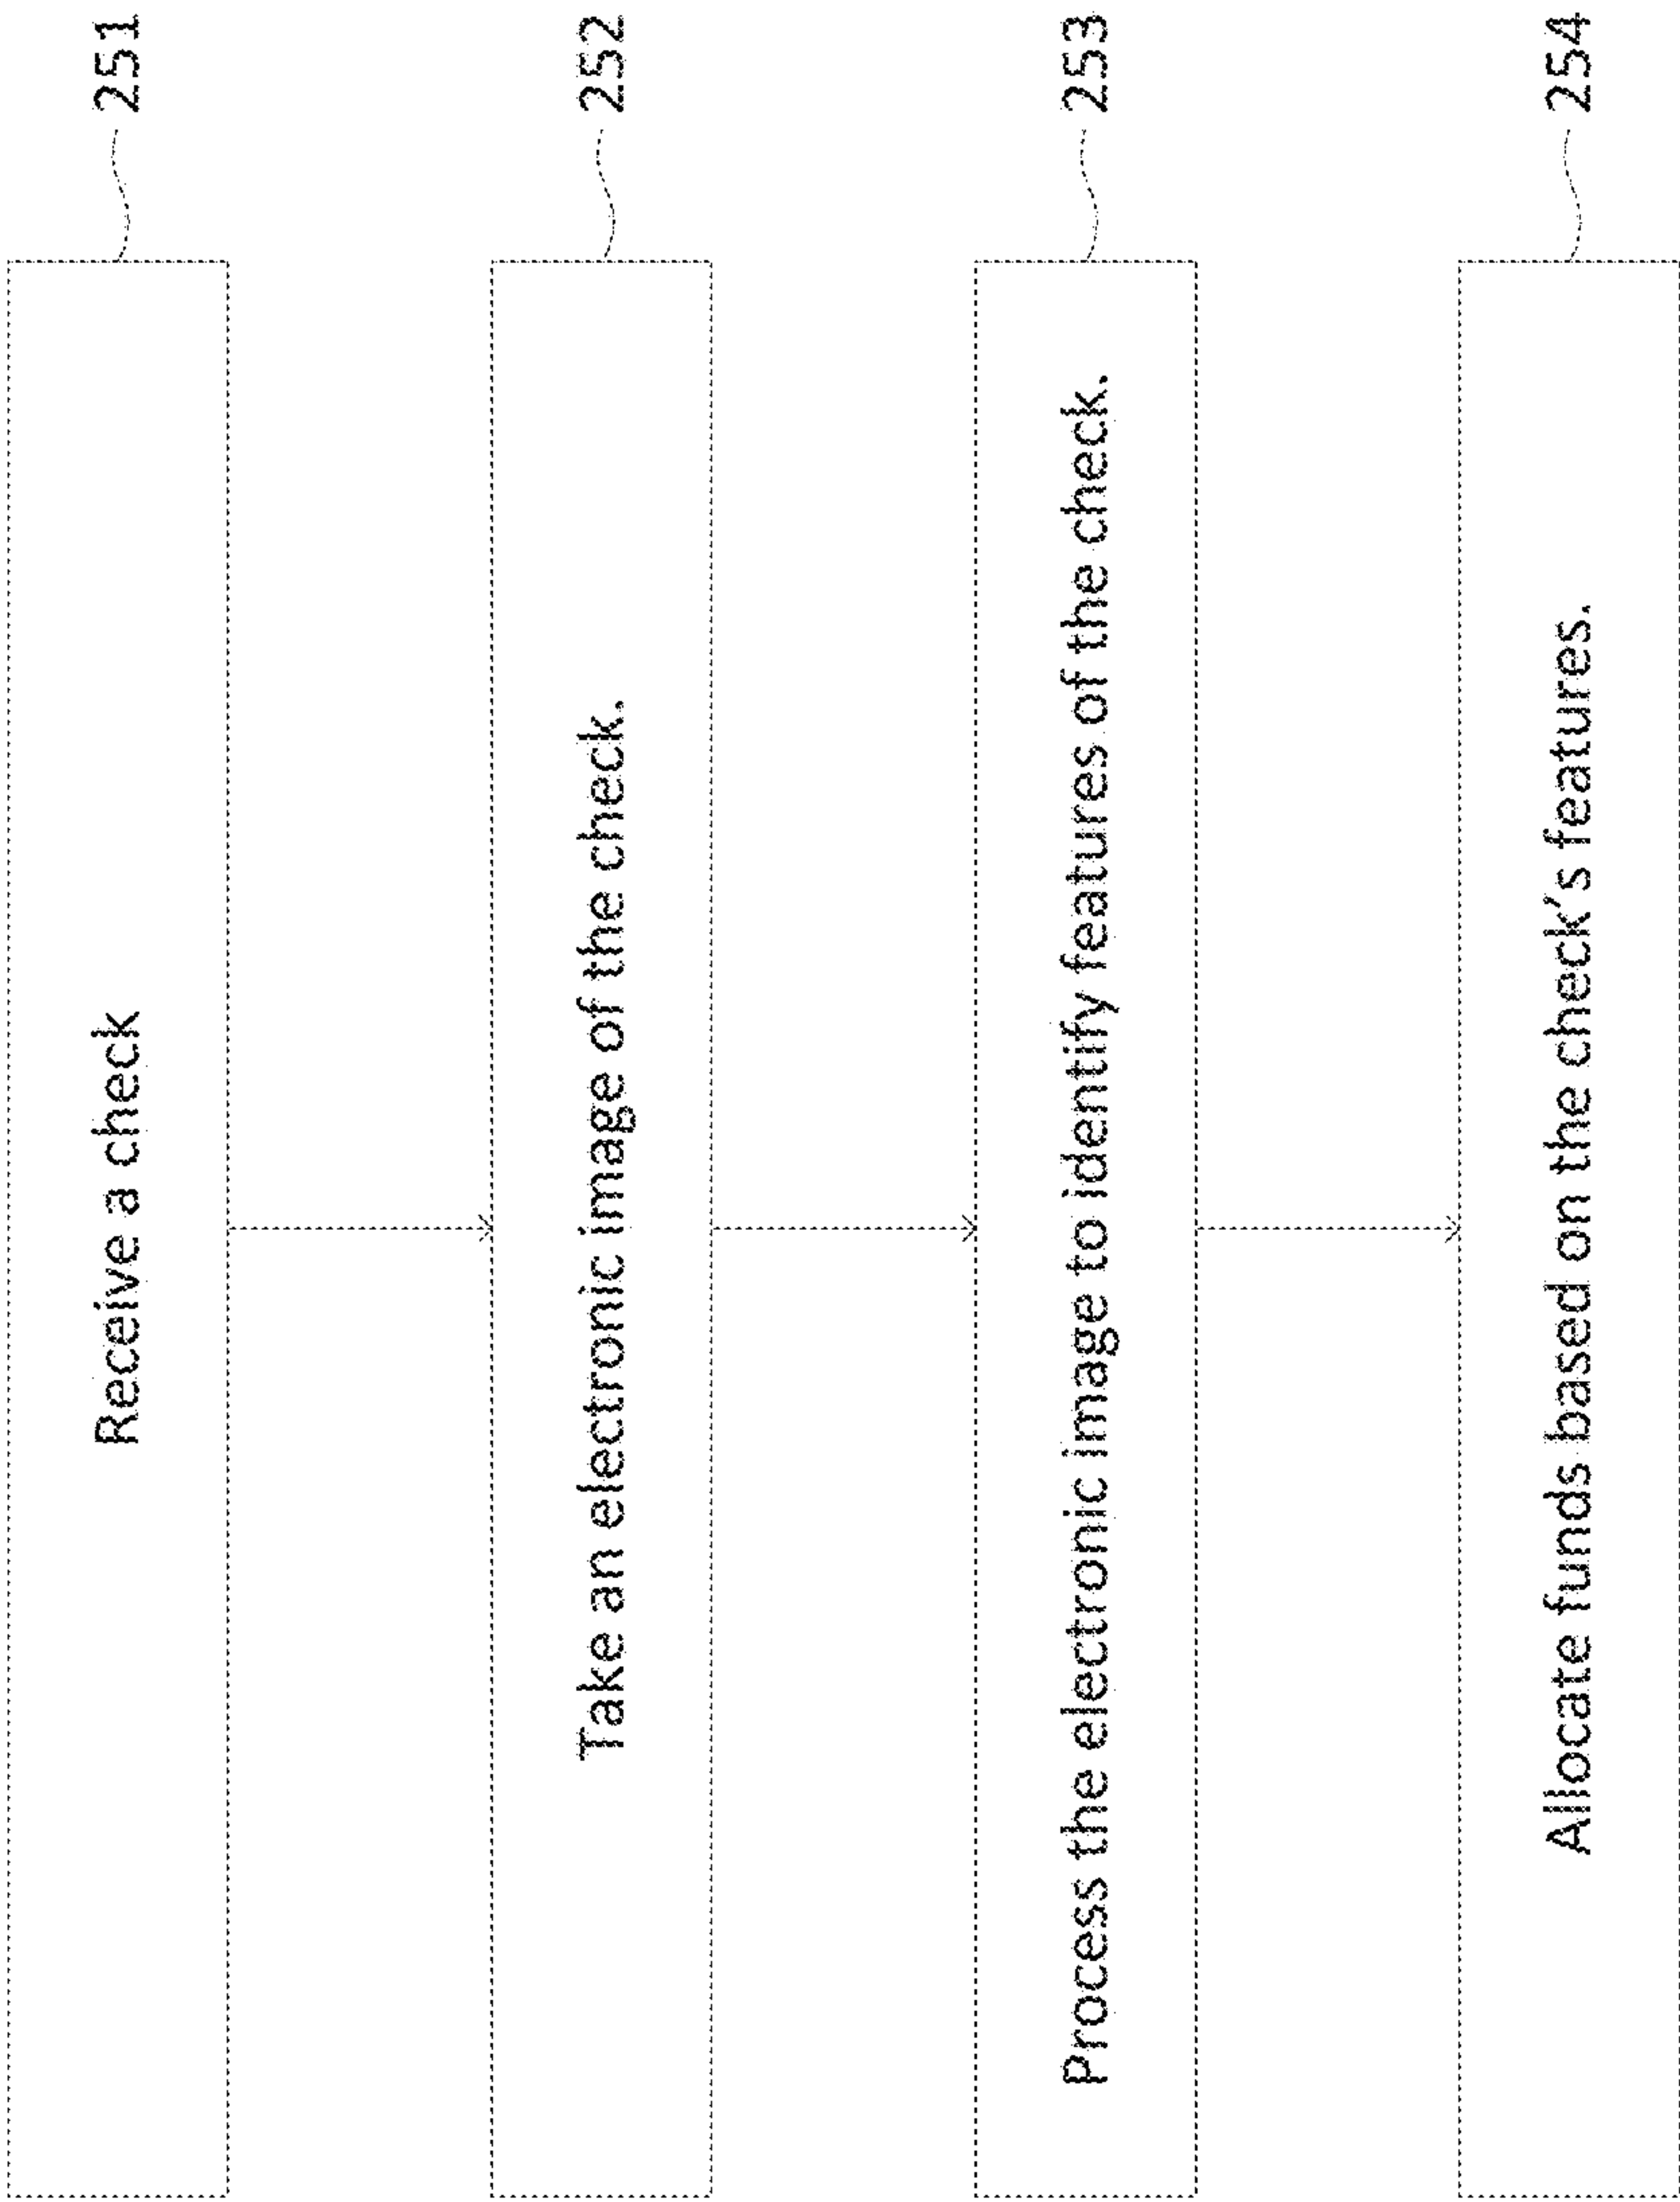 Receive a check
251
Take an electronic image of the check.
252
Process the electronic image to identify features of the check.
253
Allocate funds based on the check's features.
254